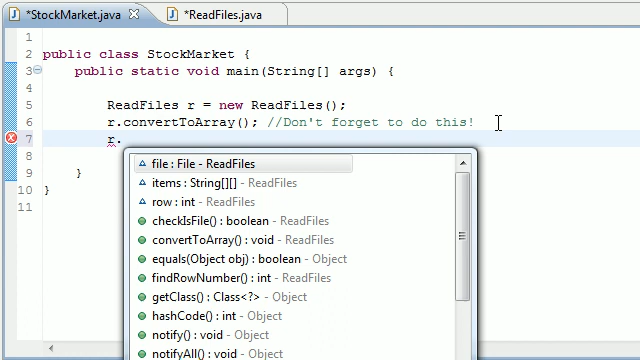 *StockMarket.java *ReadFiles.java
1
2 public class StockMarket {
3 public static void main(String[] args) {
4
5 ReadFiles r = new ReadFiles();
6 r.convertToArray(); //Don't forget to do this!
7 r.
8
9 }
10 }
11
file : File - ReadFiles
items : String[][] - ReadFiles
row : int - ReadFiles
checkIsFile() : boolean - ReadFiles
convertToArray() : void - ReadFiles
equals(Object obj) : boolean - Object
findRowNumber() : int - ReadFiles
getClass() : Class<?> - Object
hashCode() : int - Object
notify() : void - Object
notifyAll() : void - Object